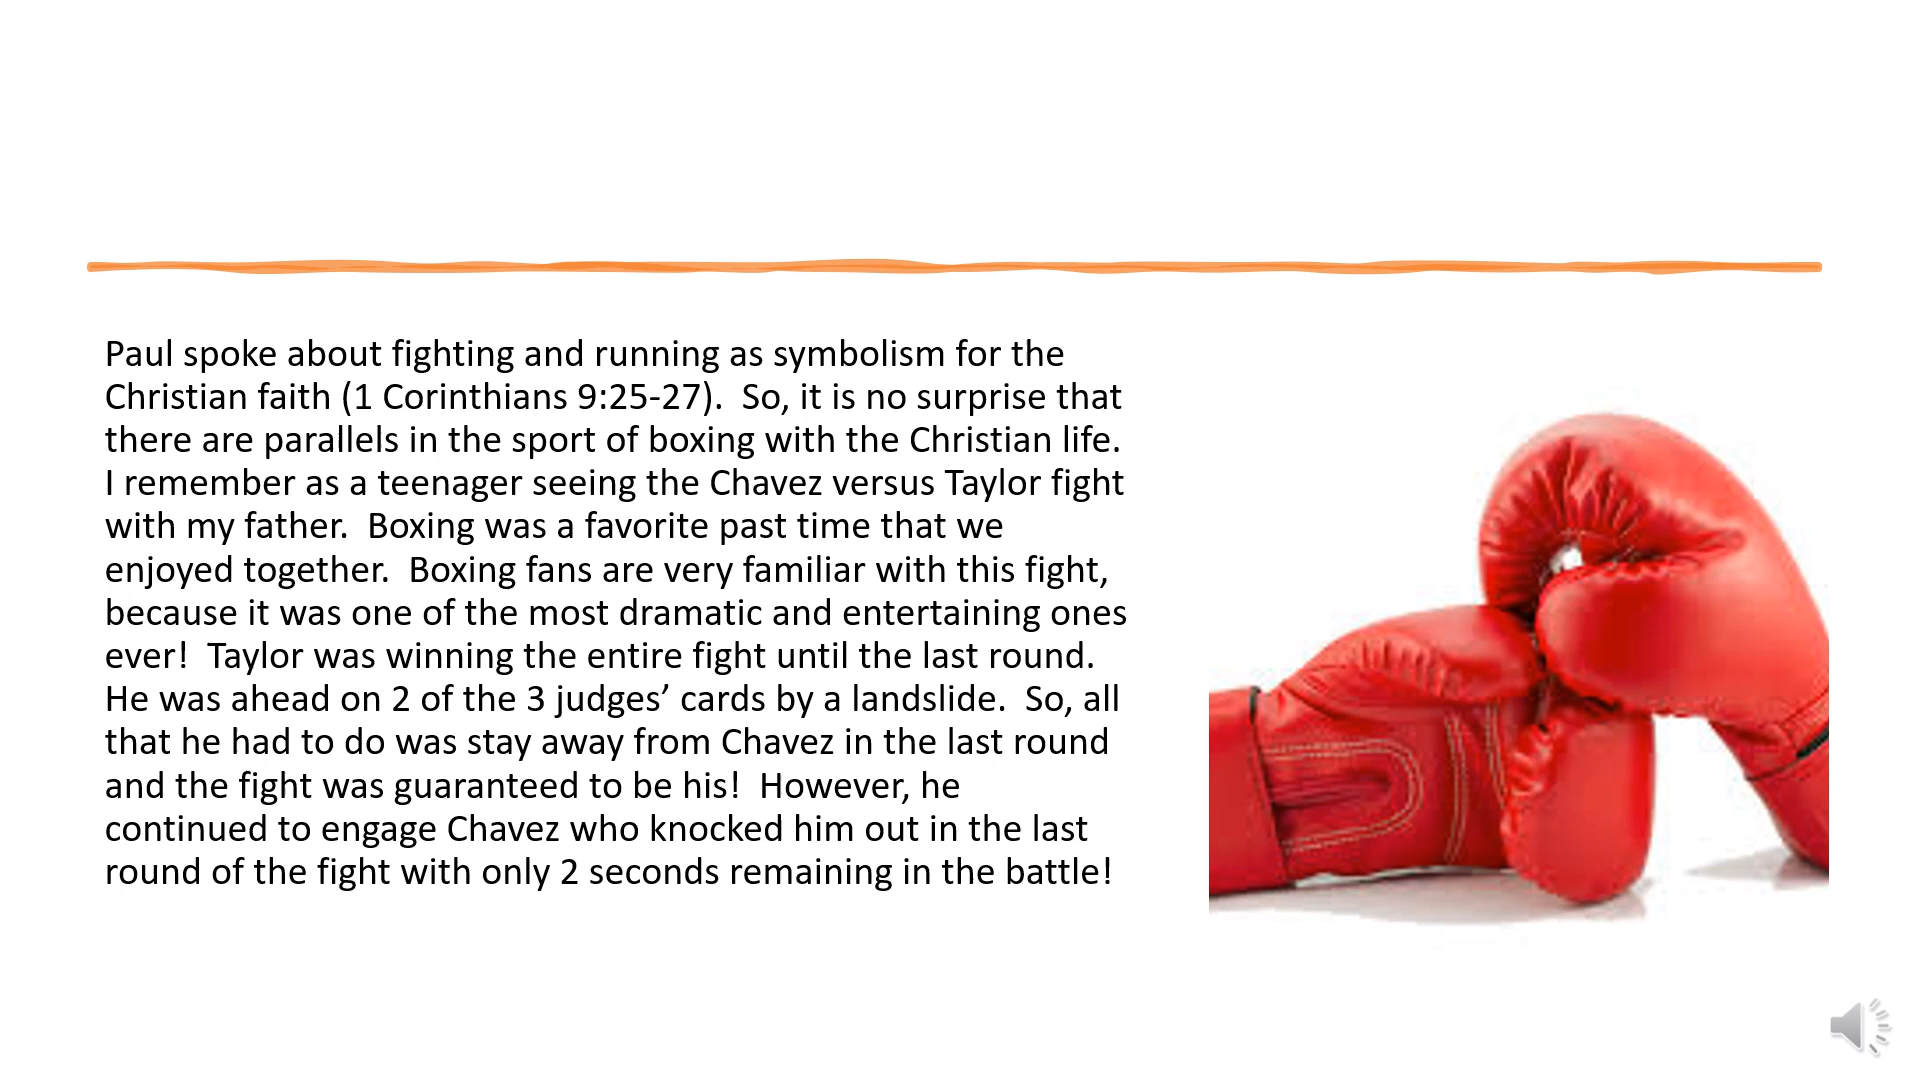 Paul spoke about fighting and running as symbolism for the
Christian faith (1 Corinthians 9:25-27).  So, it is no surprise that
there are parallels in the sport of boxing with the Christian life.
I remember as a teenager seeing the Chavez versus Taylor fight
with my father.  Boxing was a favorite past time that we
enjoyed together.  Boxing fans are very familiar with this fight,
because it was one of the most dramatic and entertaining ones
ever!  Taylor was winning the entire fight until the last round.
He was ahead on 2 of the 3 judges’ cards by a landslide.  So, all
that he had to do was stay away from Chavez in the last round
and the fight was guaranteed to be his!  However, he
continued to engage Chavez who knocked him out in the last
round of the fight with only 2 seconds remaining in the battle!